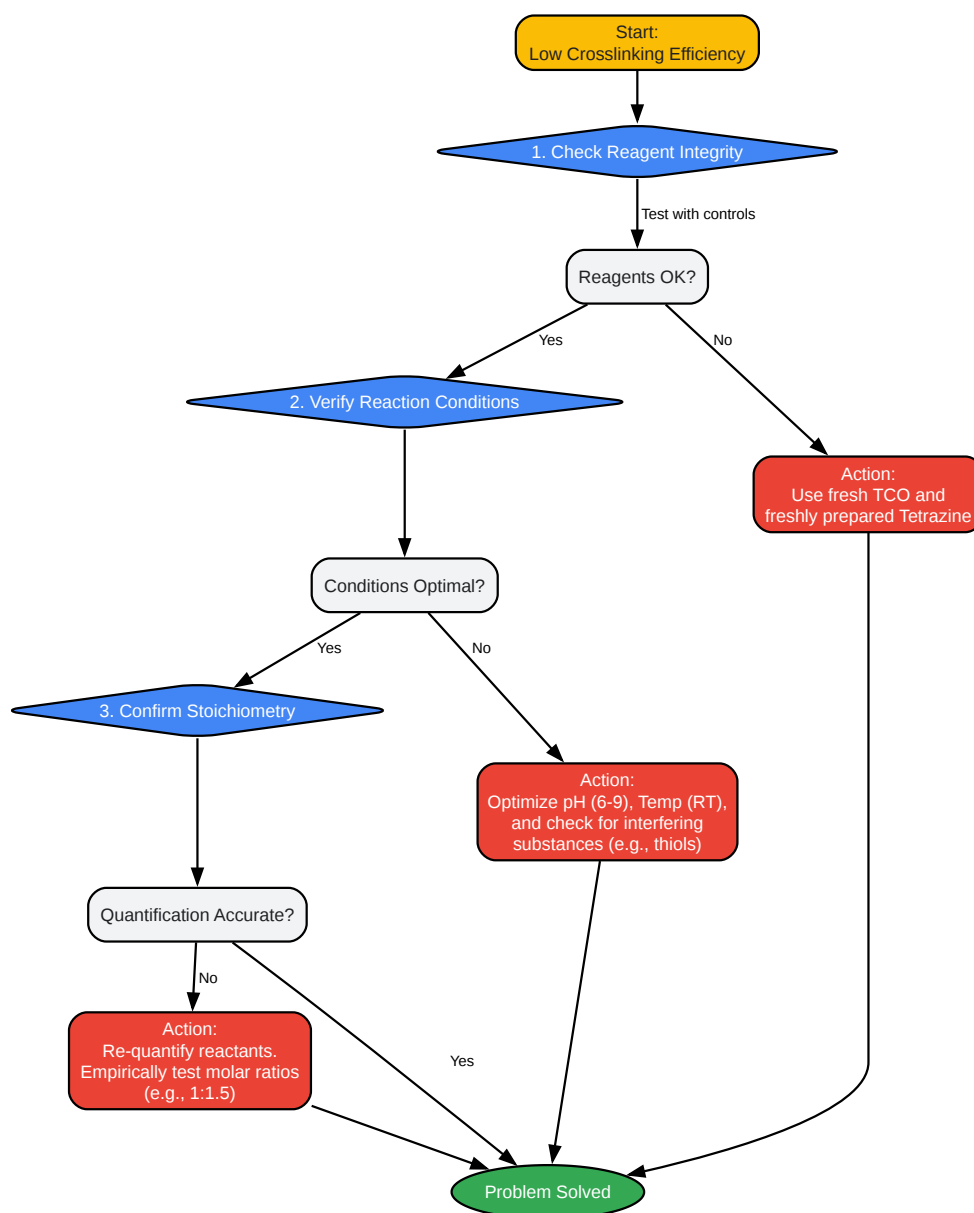 Start:
Low Crosslinking Efficiency
1. Check Reagent Integrity
Test with controls
Reagents OK?
Yes
No
2. Verify Reaction Conditions
Action:
Use fresh TCO and
freshly prepared Tetrazine
Conditions Optimal?
Yes
No
3. Confirm Stoichiometry
Action:
Optimize pH (6-9), Temp (RT),
and check for interfering
substances (e.g., thiols)
Quantification Accurate?
No
Yes
Action:
Re-quantify reactants.
Empirically test molar ratios
(e.g., 1:1.5)
Problem Solved